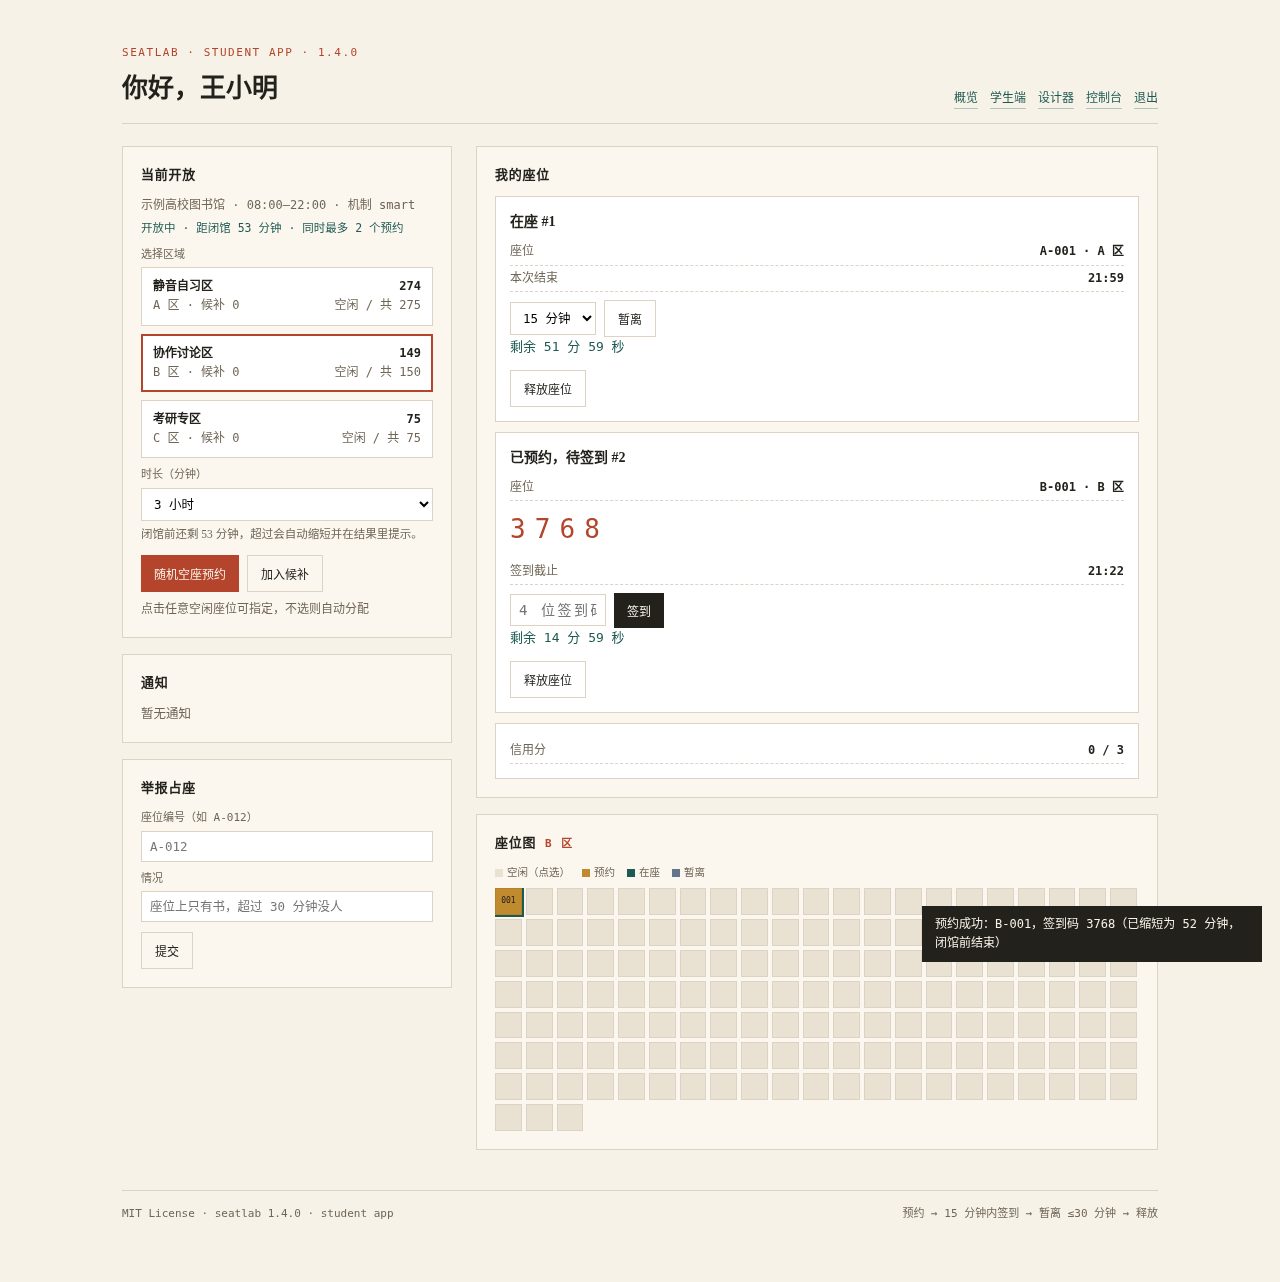 SEATLAB · STUDENT APP · 1.4.0
你好，王小明
概览 学生端 设计器 控制台 退出
当前开放
示例高校图书馆 · 08:00—22:00 · 机制 smart
开放中 · 距闭馆 53 分钟 · 同时最多 2 个预约
选择区域
静音自习区 274
A 区 · 候补 0 空闲 / 共 275
协作讨论区 149
B 区 · 候补 0 空闲 / 共 150
考研专区 75
C 区 · 候补 0 空闲 / 共 75
时长（分钟）
3 小时
闭馆前还剩 53 分钟，超过会自动缩短并在结果里提示。
随机空座预约 加入候补
点击任意空闲座位可指定，不选则自动分配
通知
暂无通知
举报占座
座位编号（如 A-012）
A-012
情况
座位上只有书，超过 30 分钟没人
提交
我的座位
在座 #1
座位 A-001 · A 区
本次结束 21:59
15 分钟 暂离
剩余 51 分 59 秒
释放座位
已预约，待签到 #2
座位 B-001 · B 区
3768
签到截止 21:22
4 位签到码 签到
剩余 14 分 59 秒
释放座位
信用分 0 / 3
座位图 B 区
空闲（点选） 预约 在座 暂离
001
预约成功：B-001，签到码 3768（已缩短为 52 分钟，
闭馆前结束）
MIT License · seatlab 1.4.0 · student app
预约 → 15 分钟内签到 → 暂离 ≤30 分钟 → 释放